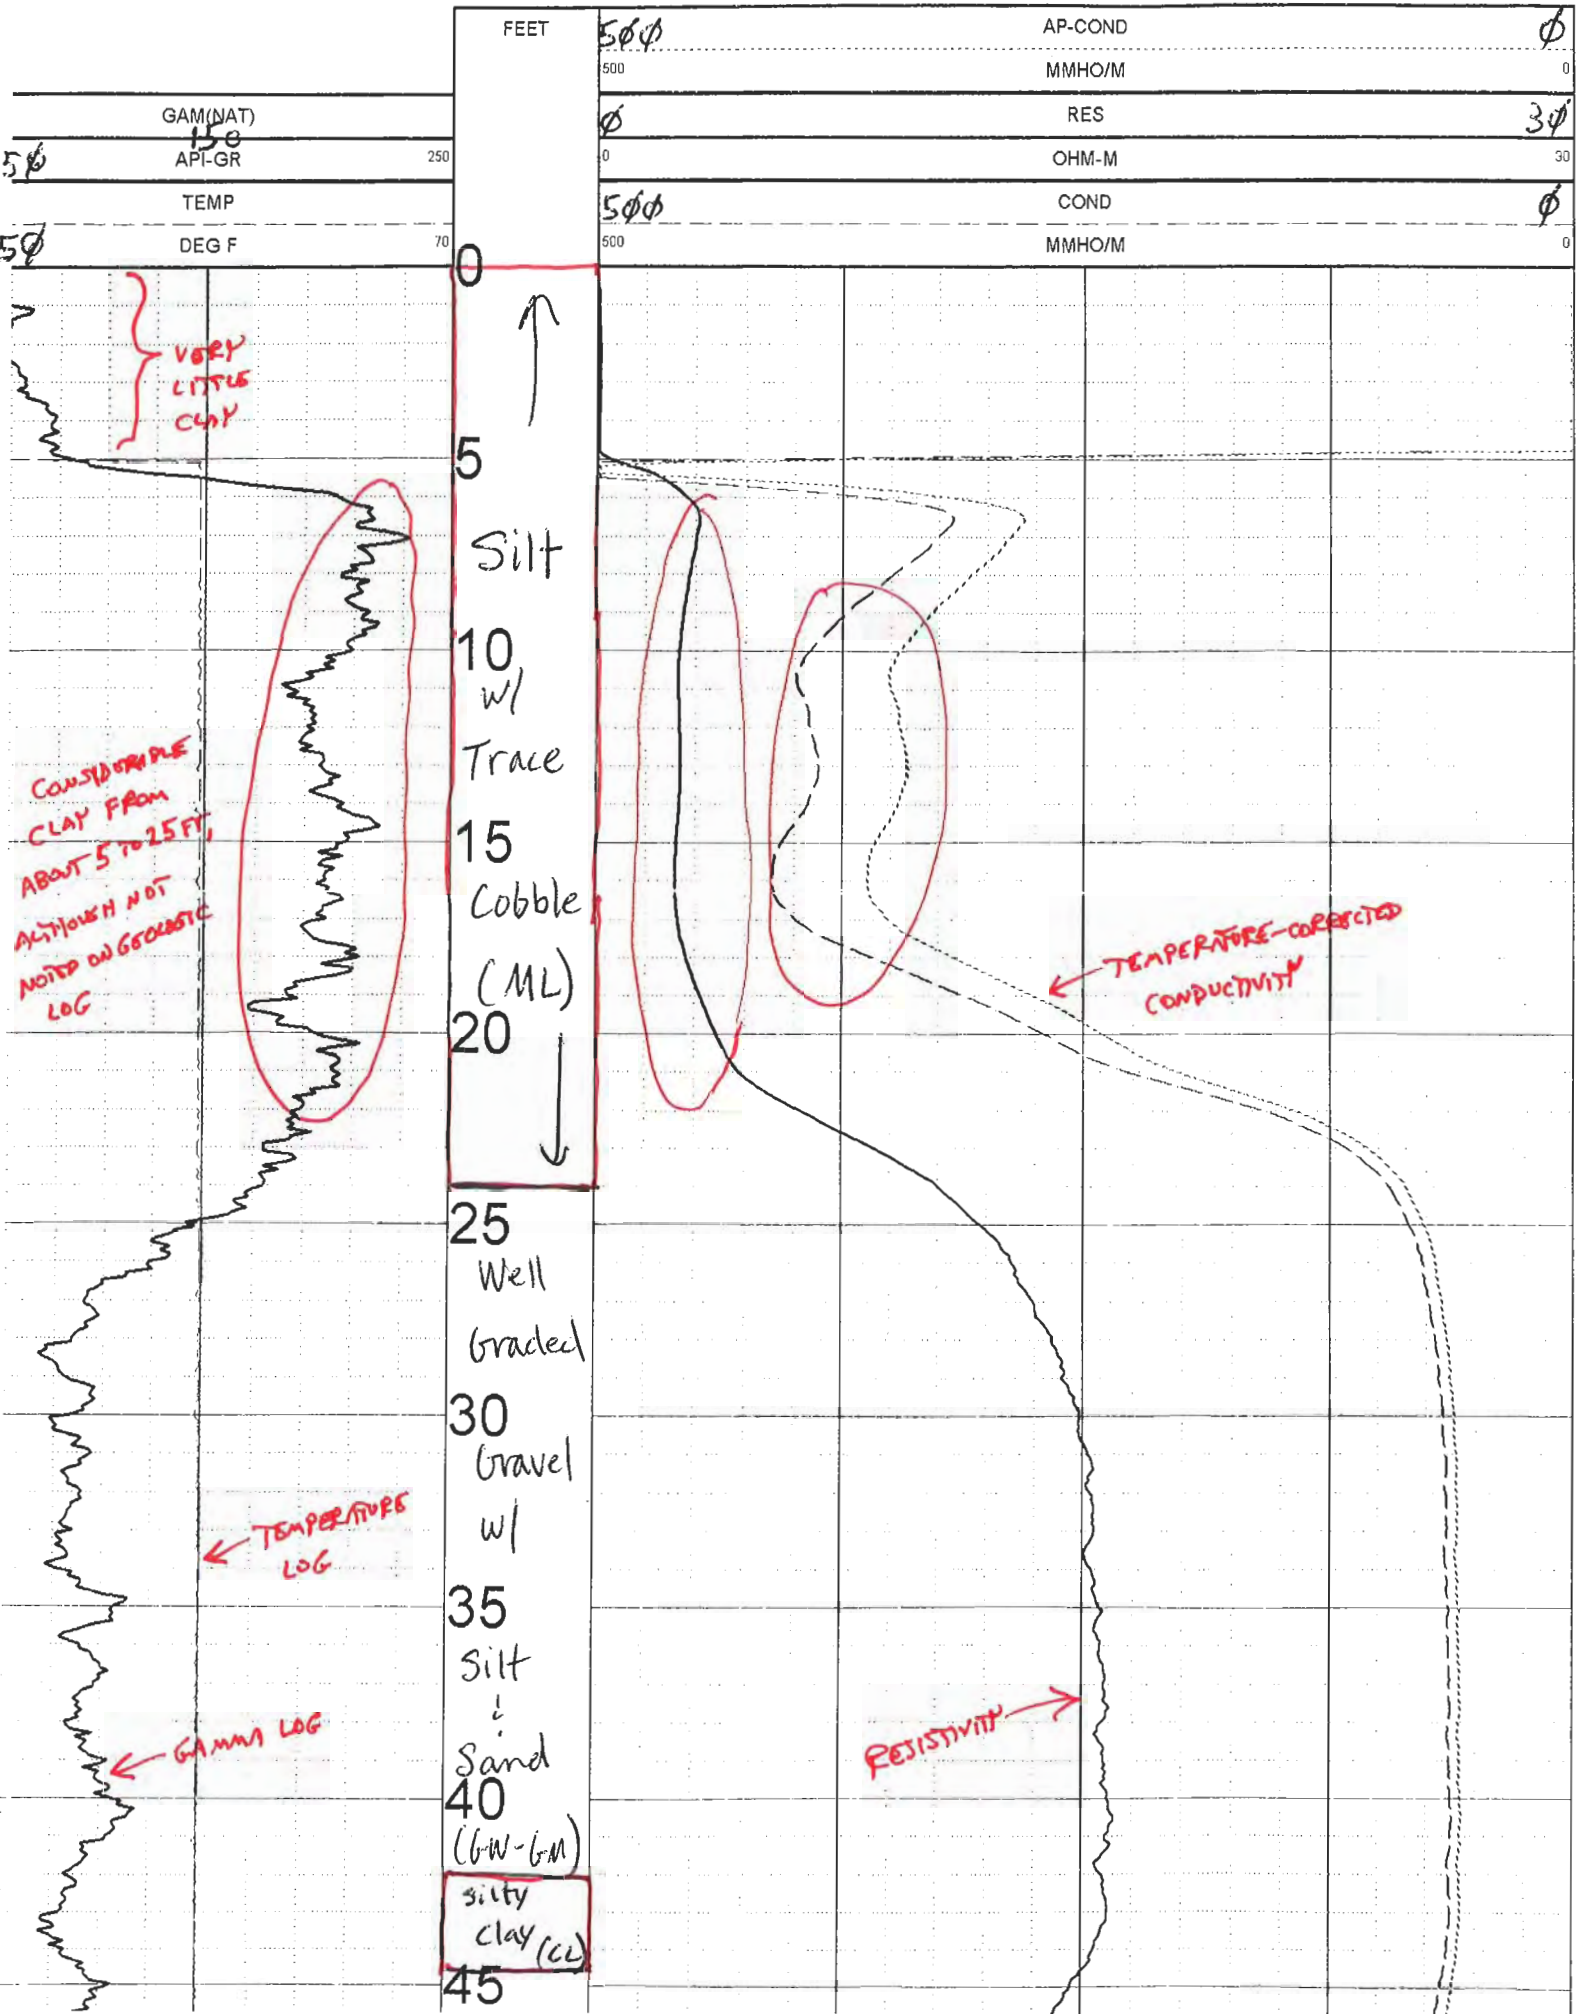 FEET
5ØØ AP-COND Ø
500 MMHO/M 0
GAM(NAT)
Ø RES 3Ø
150
5Ø API-GR 250
0 OHM-M 30
TEMP
5ØØ COND Ø
5Ø DEG F 70
500 MMHO/M 0
0
VERY
LITTLE
CLAY
5
Silt
10
W/
Trace
15
Cobble
(ML)
20
CONSIDERABLE
CLAY FROM
ABOUT 5 TO 25 FT,
ALTHOUGH NOT
NOTED ON GEOLOGIC
LOG
TEMPERATURE-CORRECTED
CONDUCTIVITY
25
Well
Graded
30
Gravel
W/
TEMPERATURE
LOG
35
Silt
&
Sand
GAMMA LOG
RESISTIVITY
40
(GW-GM)
silty
clay (CL)
45